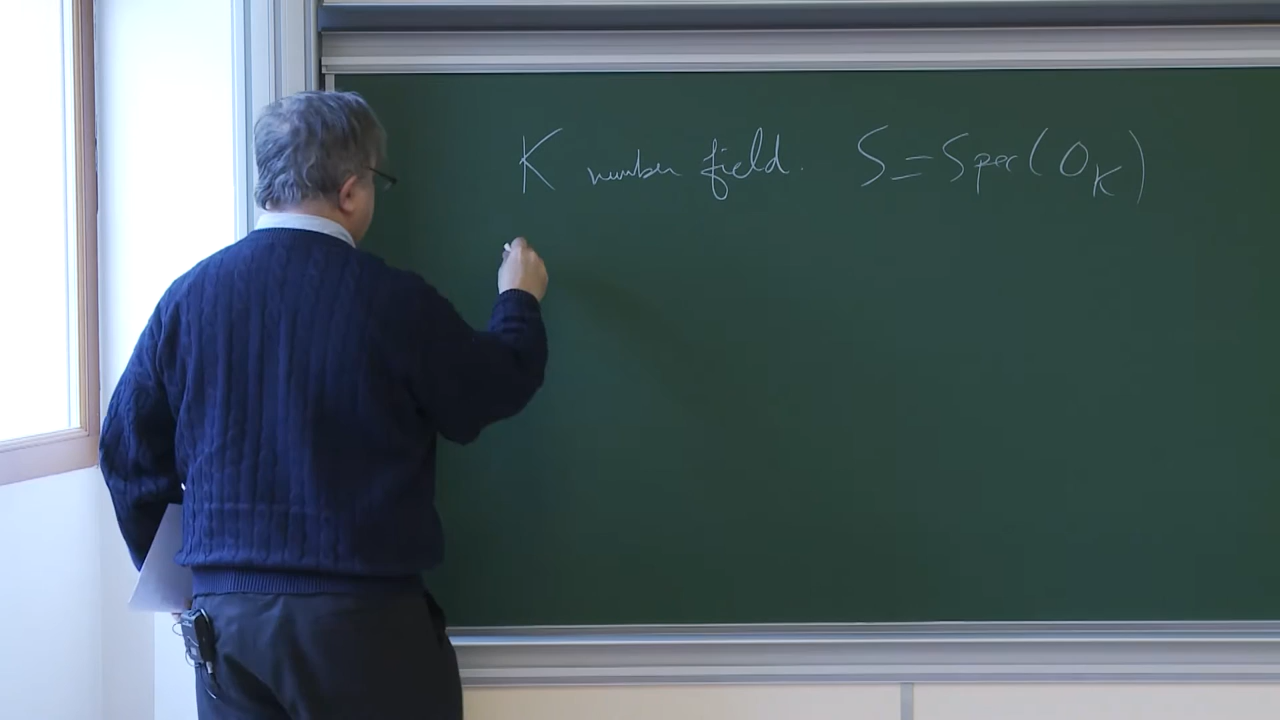 K number field. S = Spec(O_K)